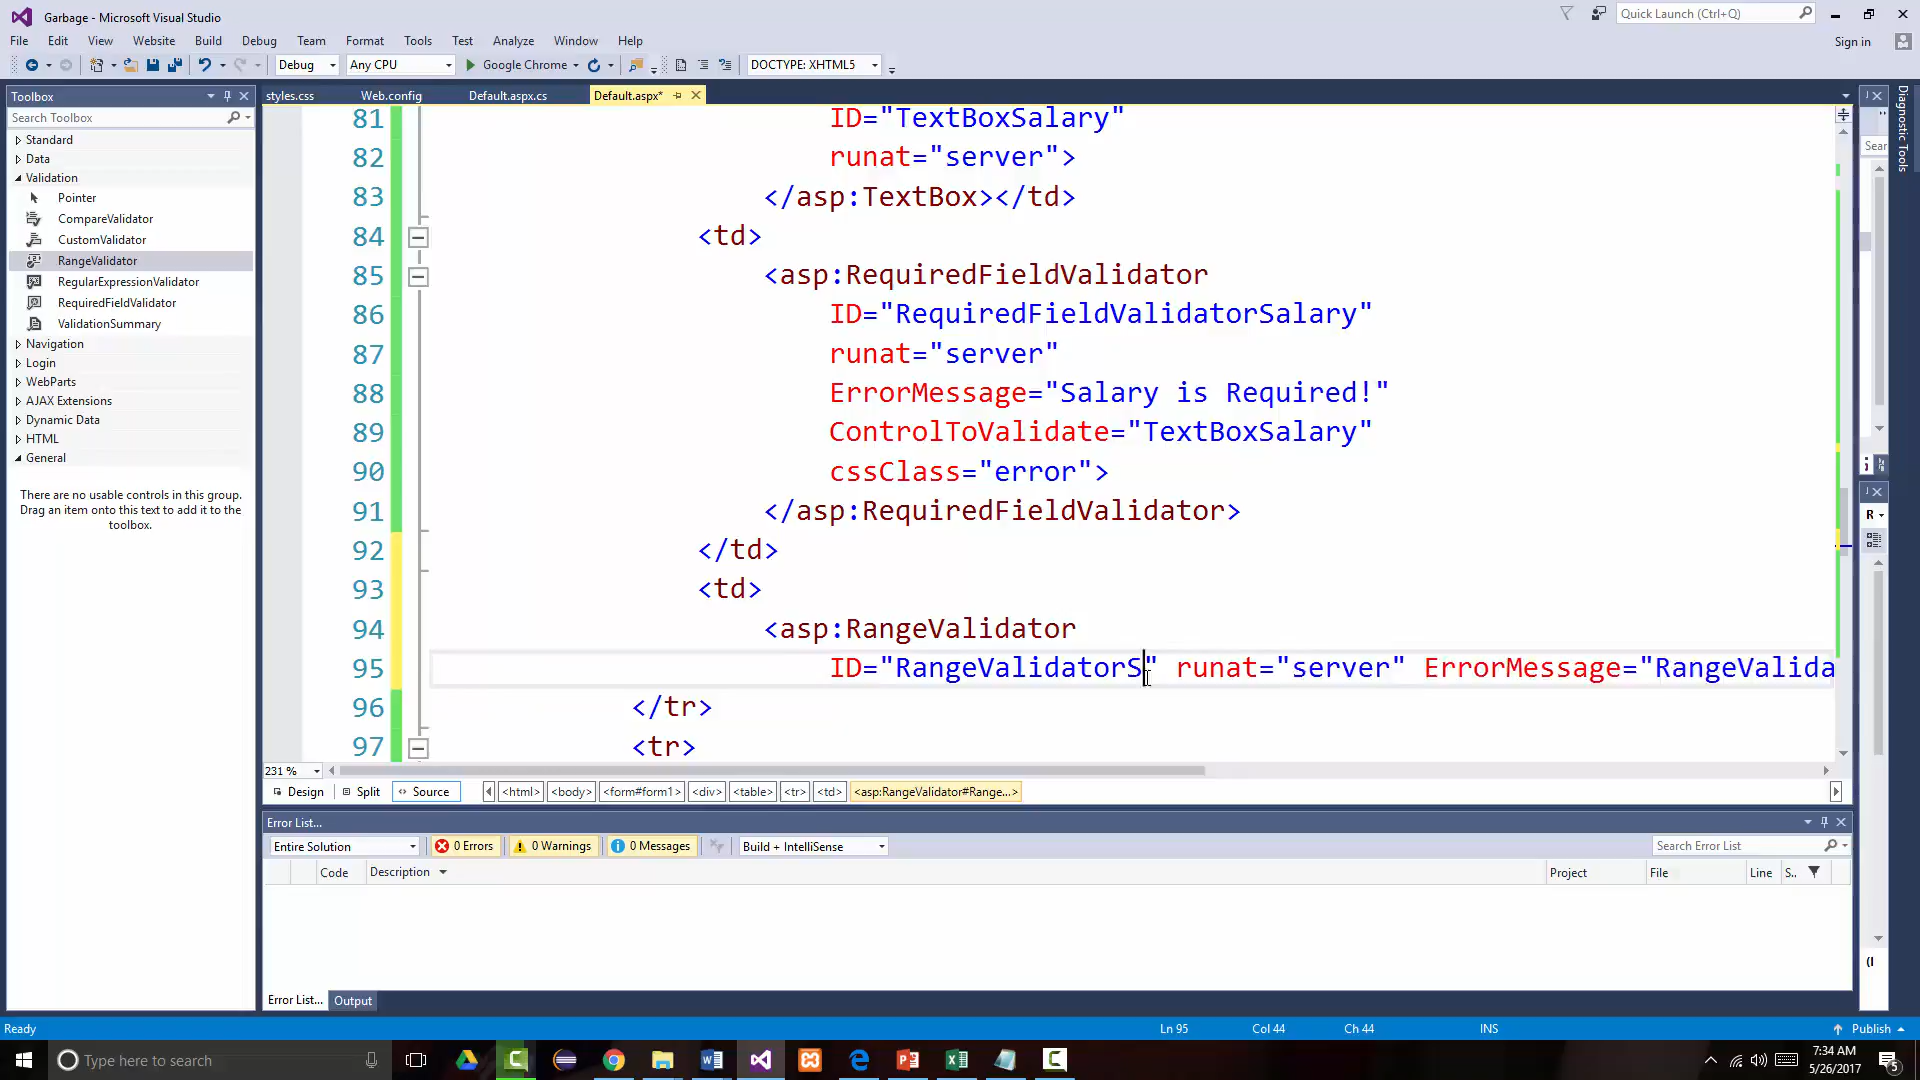 Garbage - Microsoft Visual Studio
Quick Launch (Ctrl+Q)
File Edit View Website Build Debug Team Format Tools Test Analyze Window Help
Sign in
Debug Any CPU Google Chrome DOCTYPE: XHTML5
Toolbox
Search Toolbox
Standard
Data
Validation
Pointer
CompareValidator
CustomValidator
RangeValidator
RegularExpressionValidator
RequiredFieldValidator
ValidationSummary
Navigation
Login
WebParts
AJAX Extensions
Dynamic Data
HTML
General
There are no usable controls in this group.
Drag an item onto this text to add it to the
toolbox.
styles.css Web.config Default.aspx.cs Default.aspx*
81 ID="TextBoxSalary"
82 runat="server">
83 </asp:TextBox></td>
84 <td>
85 <asp:RequiredFieldValidator
86 ID="RequiredFieldValidatorSalary"
87 runat="server"
88 ErrorMessage="Salary is Required!"
89 ControlToValidate="TextBoxSalary"
90 cssClass="error">
91 </asp:RequiredFieldValidator>
92 </td>
93 <td>
94 <asp:RangeValidator
95 ID="RangeValidatorS" runat="server" ErrorMessage="RangeValida
96 </tr>
97 <tr>
231 %
Design Split Source <html> <body> <form#form1> <div> <table> <tr> <td> <asp:RangeValidator#Range...>
Error List...
Entire Solution 0 Errors 0 Warnings 0 Messages Build + IntelliSense Search Error List
Code Description Project File Line S..
Error List... Output
Diagnostic Tools
Sear
R
Ready Ln 95 Col 44 Ch 44 INS Publish
Type here to search
7:34 AM
5/26/2017
5